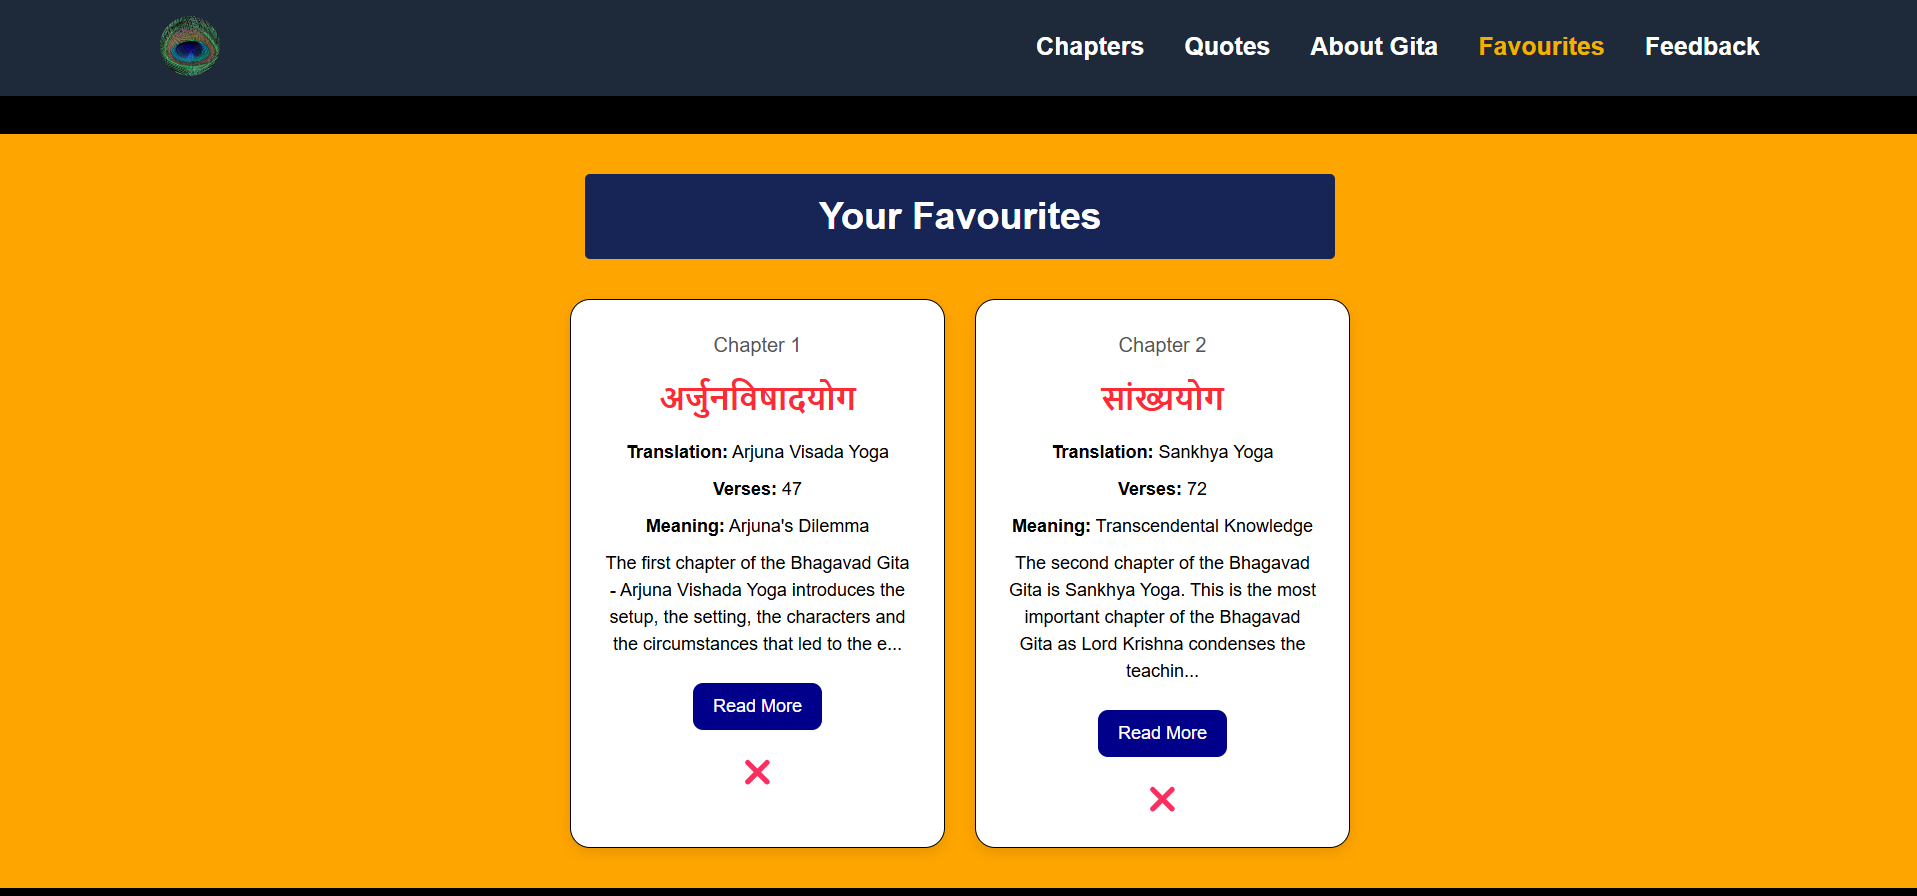 Chapters Quotes About Gita Favourites Feedback
Your Favourites
Chapter 1
अर्जुनविषादयोग
Translation: Arjuna Visada Yoga
Verses: 47
Meaning: Arjuna's Dilemma
The first chapter of the Bhagavad Gita
- Arjuna Vishada Yoga introduces the
setup, the setting, the characters and
the circumstances that led to the e...
Read More
Chapter 2
सांख्ययोग
Translation: Sankhya Yoga
Verses: 72
Meaning: Transcendental Knowledge
The second chapter of the Bhagavad
Gita is Sankhya Yoga. This is the most
important chapter of the Bhagavad
Gita as Lord Krishna condenses the
teachin...
Read More